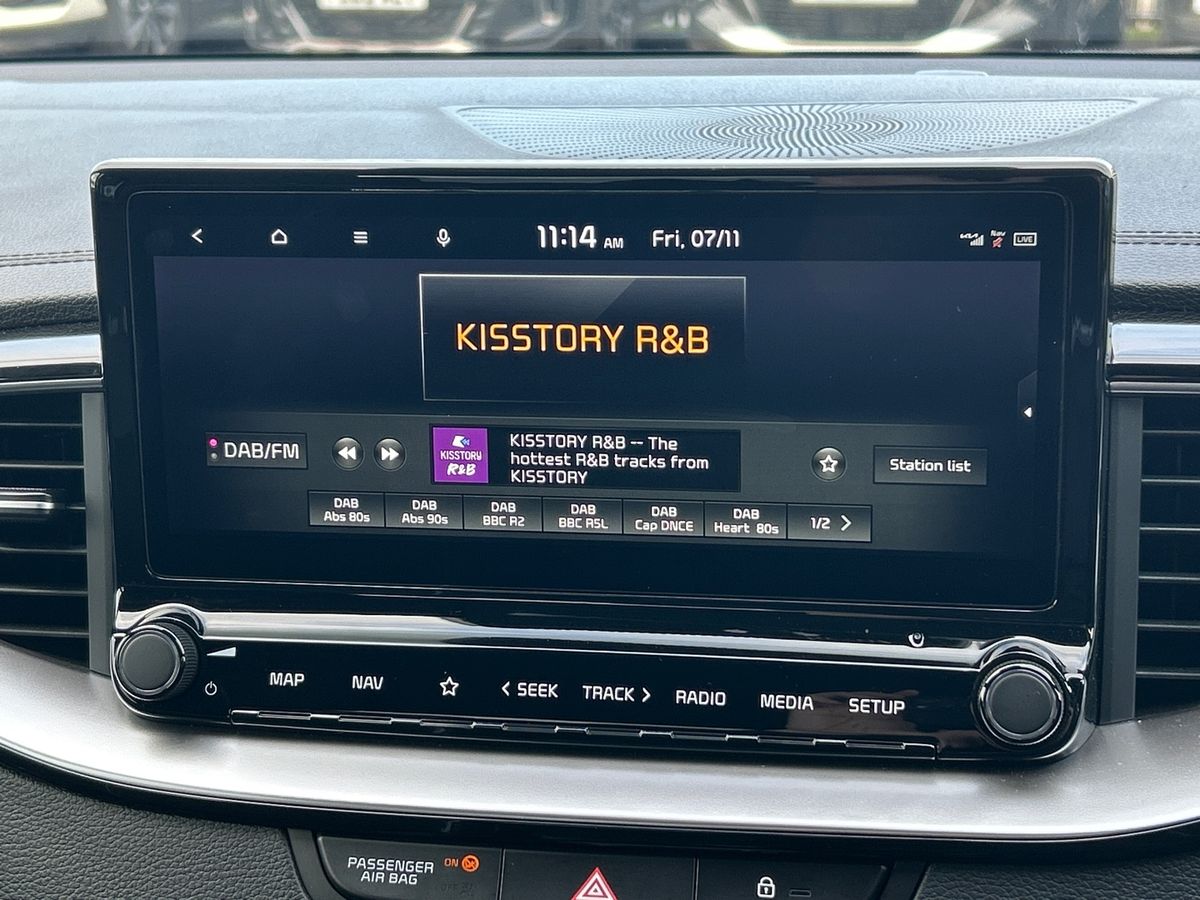 11:14 AM Fri, 07/11
Nav
LIVE
KISSTORY R&B
DAB/FM
KISSTORY
R&B
KISSTORY R&B -- The
hottest R&B tracks from
KISSTORY
Station list
DAB
Abs 80s
DAB
Abs 90s
DAB
BBC R2
DAB
BBC R5L
DAB
Cap DNCE
DAB
Heart 80s
1/2
MAP
NAV
SEEK
TRACK
RADIO
MEDIA
SETUP
PASSENGER
AIR BAG
ON